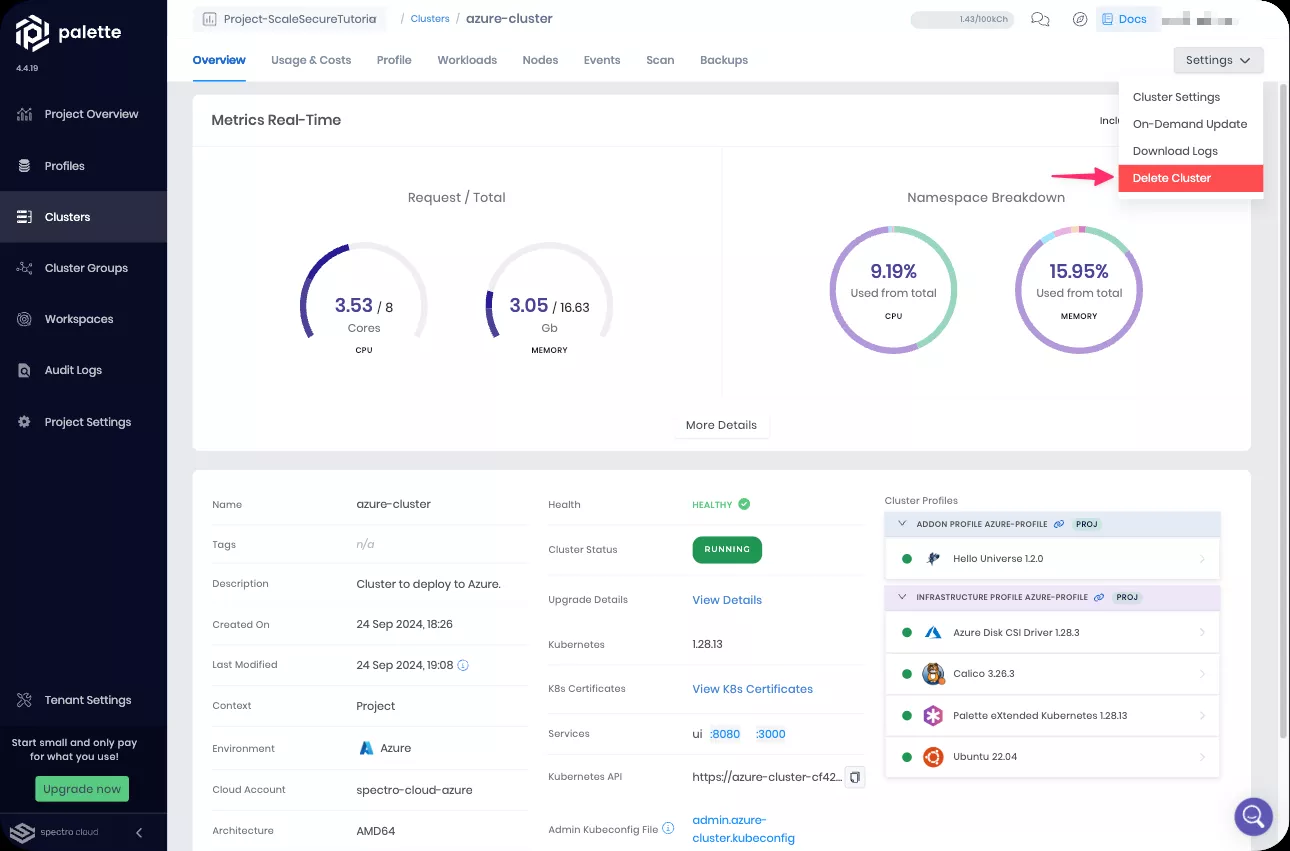 palette
4.4.19
Project Overview
Profiles
Clusters
Cluster Groups
Workspaces
Audit Logs
Project Settings
Tenant Settings
Start small and only pay
for what you use!
Upgrade now
spectro cloud
Project-ScaleSecureTutoria
/ Clusters / azure-cluster
1.43/100kCh
Docs
Overview
Usage & Costs
Profile
Workloads
Nodes
Events
Scan
Backups
Settings
Cluster Settings
On-Demand Update
Download Logs
Delete Cluster
Metrics Real-Time
Request / Total
3.53 / 8
Cores
CPU
3.05 / 16.63
Gb
MEMORY
Namespace Breakdown
9.19%
Used from total
CPU
15.95%
Used from total
MEMORY
More Details
Name azure-cluster
Tags n/a
Description Cluster to deploy to Azure.
Created On 24 Sep 2024, 18:26
Last Modified 24 Sep 2024, 19:08
Context Project
Environment Azure
Cloud Account spectro-cloud-azure
Architecture AMD64
Health HEALTHY
Cluster Status RUNNING
Upgrade Details View Details
Kubernetes 1.28.13
K8s Certificates View K8s Certificates
Services ui :8080 :3000
Kubernetes API https://azure-cluster-cf42...
Admin Kubeconfig File admin.azure-
cluster.kubeconfig
Cluster Profiles
ADDON PROFILE AZURE-PROFILE PROJ
Hello Universe 1.2.0
INFRASTRUCTURE PROFILE AZURE-PROFILE PROJ
Azure Disk CSI Driver 1.28.3
Calico 3.26.3
Palette eXtended Kubernetes 1.28.13
Ubuntu 22.04